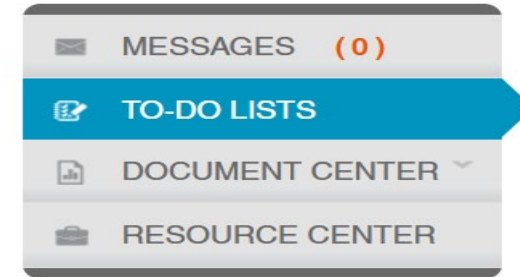 MESSAGES (0)
TO-DO LISTS
DOCUMENT CENTER
RESOURCE CENTER